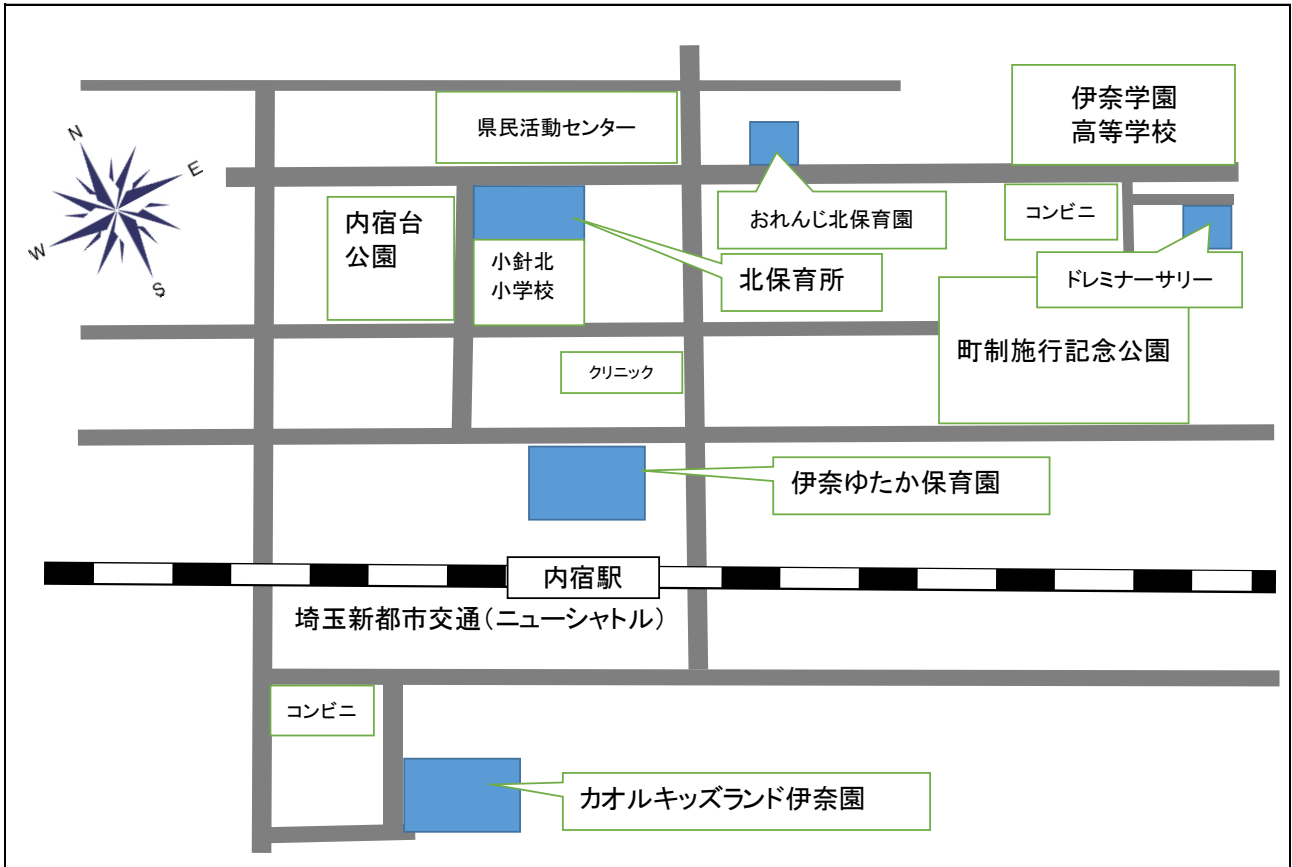 県民活動センター
伊奈学園
高等学校
N
E
W
S
内宿台
公園
小針北
小学校
おれんじ北保育園
コンビニ
北保育所
ドレミナーサリー
町制施行記念公園
クリニック
伊奈ゆたか保育園
内宿駅
埼玉新都市交通(ニューシャトル)
コンビニ
カオルキッズランド伊奈園